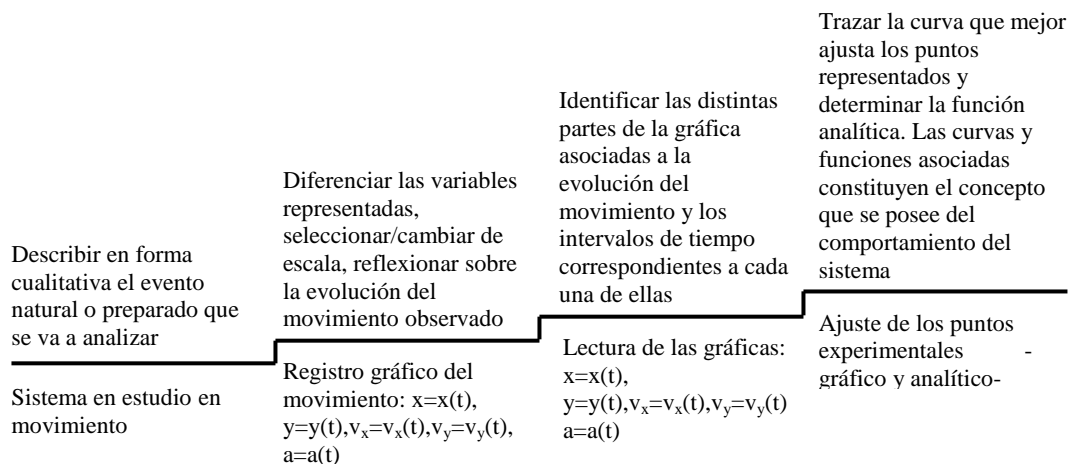 Describir en forma
cualitativa el evento
natural o preparado que
se va a analizar
Sistema en estudio en
movimiento
Diferenciar las variables
representadas,
seleccionar/cambiar de
escala, reflexionar sobre
la evolución del
movimiento observado
Registro gráfico del
movimiento: x=x(t),
y=y(t),vₓ=vₓ(t),v_y=v_y(t),
a=a(t)
Identificar las distintas
partes de la gráfica
asociadas a la
evolución del
movimiento y los
intervalos de tiempo
correspondientes a cada
una de ellas
Lectura de las gráficas:
x=x(t),
y=y(t),vₓ=vₓ(t),v_y=v_y(t)
a=a(t)
Trazar la curva que mejor
ajusta los puntos
representados y
determinar la función
analítica. Las curvas y
funciones asociadas
constituyen el concepto
que se posee del
comportamiento del
sistema
Ajuste de los puntos
experimentales -
gráfico y analítico-